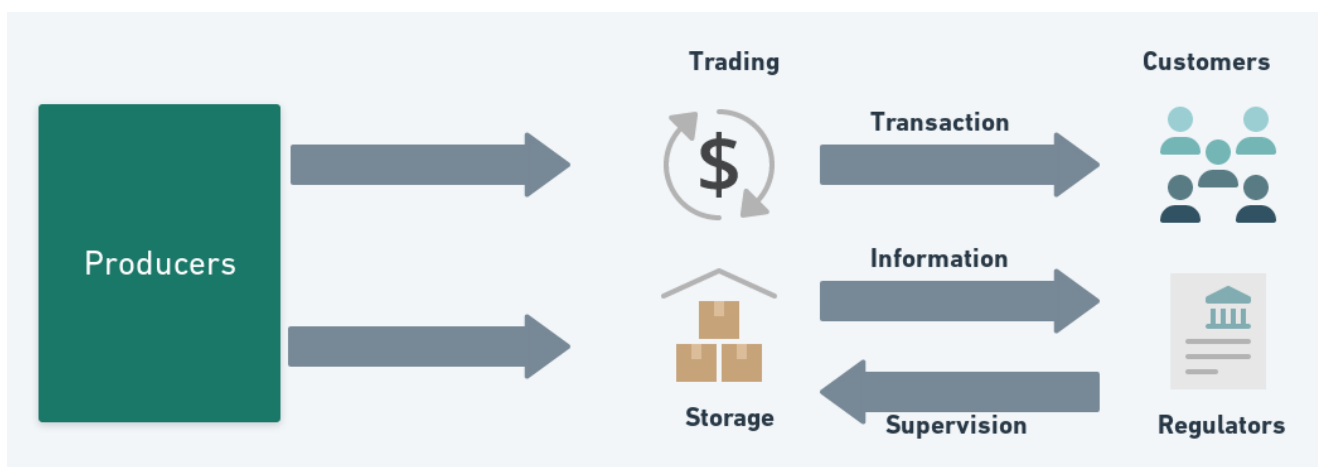 Trading
Customers
Transaction
$
Producers
Information
Storage
Supervision
Regulators